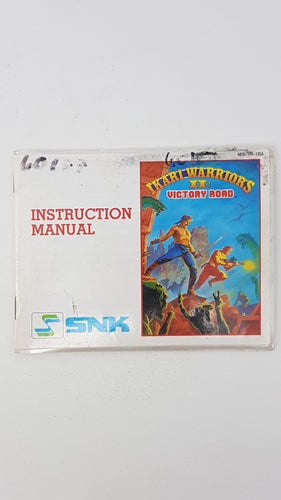 IKARI WARRIORS
II
VICTORY ROAD
INSTRUCTION
MANUAL
SNK